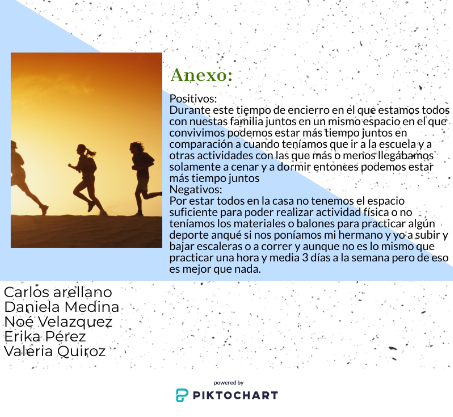 Anexo:
Positivos:
Durante este tiempo de encierro en el que estamos todos
con nuestas familia juntos en un mismo espacio en el que
convivimos podemos estar más tiempo juntos en
comparación a cuando teníamos que ir a la escuela y a
otras actividades con las que más o menos llegábamos
solamente a cenar y a dormir entonces podemos estar
más tiempo juntos
Negativos:
Por estar todos en la casa no tenemos el espacio
suficiente para poder realizar actividad física o no
teníamos los materiales o balones para practicar algún
deporte anqué si nos poníamos mi hermano y yo a subir y
bajar escaleras o a correr y aunque no es lo mismo que
practicar una hora y media 3 días a la semana pero de eso
es mejor que nada.
Carlos arellano
Daniela Medina
Noé Velazquez
Erika Pérez
Valeria Quiroz
powered by
PIKTOCHART